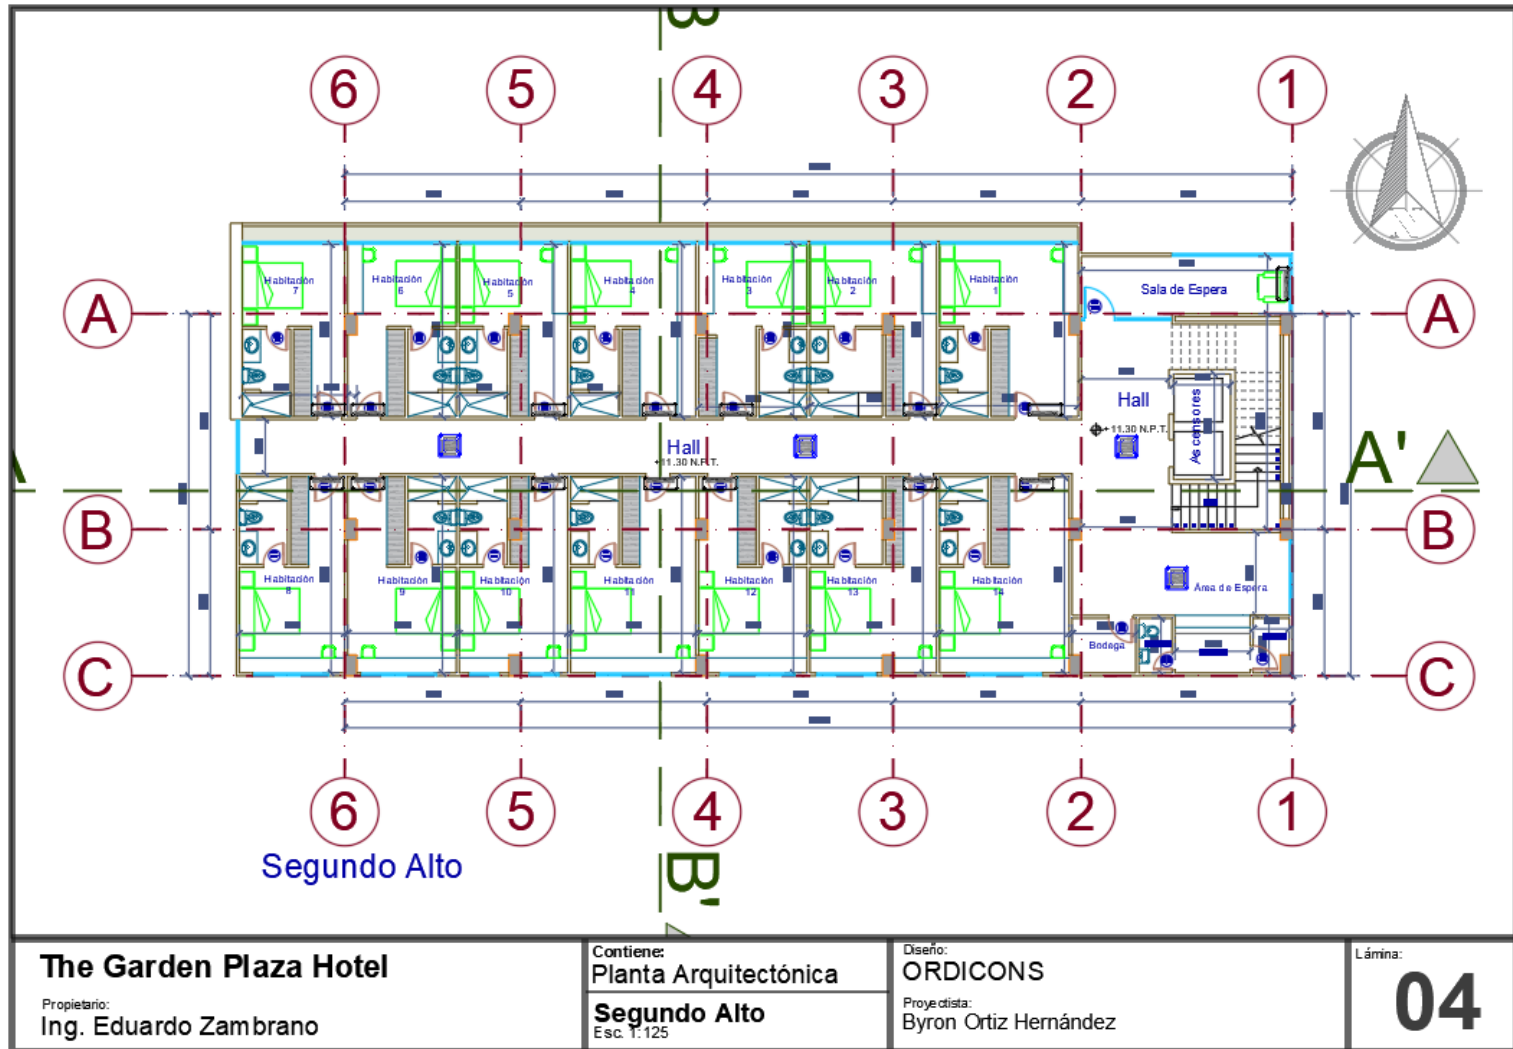 B
6 5 4 3 2 1
Habitación
7
Habitación
6
Habitación
5
Habitación
4
Habitación
3
Habitación
2
Habitación
1
Sala de Espera
A
A
Hall
Ascensores
+11.30 N.P.T.
Hall
+11.30 N.P.T.
A'
B
B
Habitación
8
Habitación
9
Habitación
10
Habitación
11
Habitación
12
Habitación
13
Habitación
14
Área de Espera
Bodega
C
C
6 5 4 3 2 1
Segundo Alto
B'
The Garden Plaza Hotel
Propietario:
Ing. Eduardo Zambrano
Contiene:
Planta Arquitectónica
Segundo Alto
Esc. 1:125
Diseño:
ORDICONS
Proyectista:
Byron Ortiz Hernández
Lámina:
04